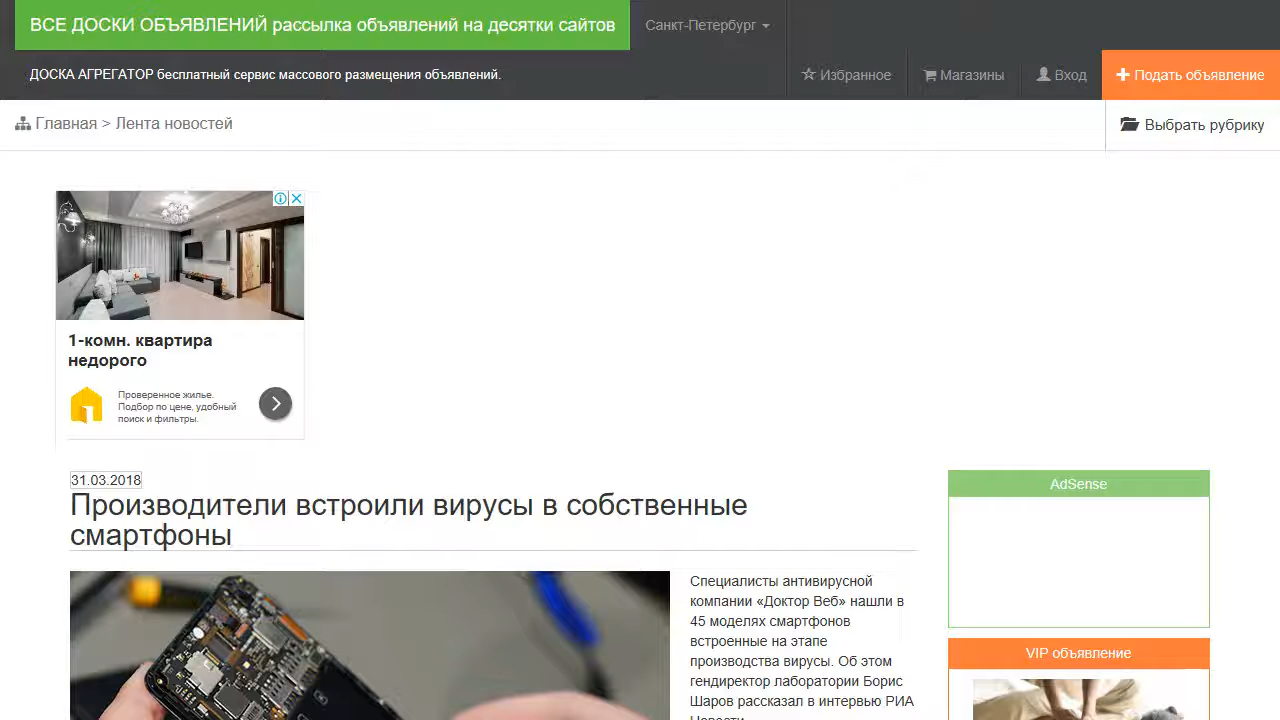 ВСЕ ДОСКИ ОБЪЯВЛЕНИЙ рассылка объявлений на десятки сайтов
Санкт-Петербург
ДОСКА АГРЕГАТОР бесплатный сервис массового размещения объявлений.
Избранное
Магазины
Вход
Подать объявление
Главная > Лента новостей
Выбрать рубрику
1-комн. квартира
недорого
Проверенное жилье.
Подбор по цене, удобный
поиск и фильтры.
31.03.2018
Производители встроили вирусы в собственные
смартфоны
Специалисты антивирусной
компании «Доктор Веб» нашли в
45 моделях смартфонов
встроенные на этапе
производства вирусы. Об этом
гендиректор лаборатории Борис
Шаров рассказал в интервью РИА
Новости
AdSense
VIP объявление